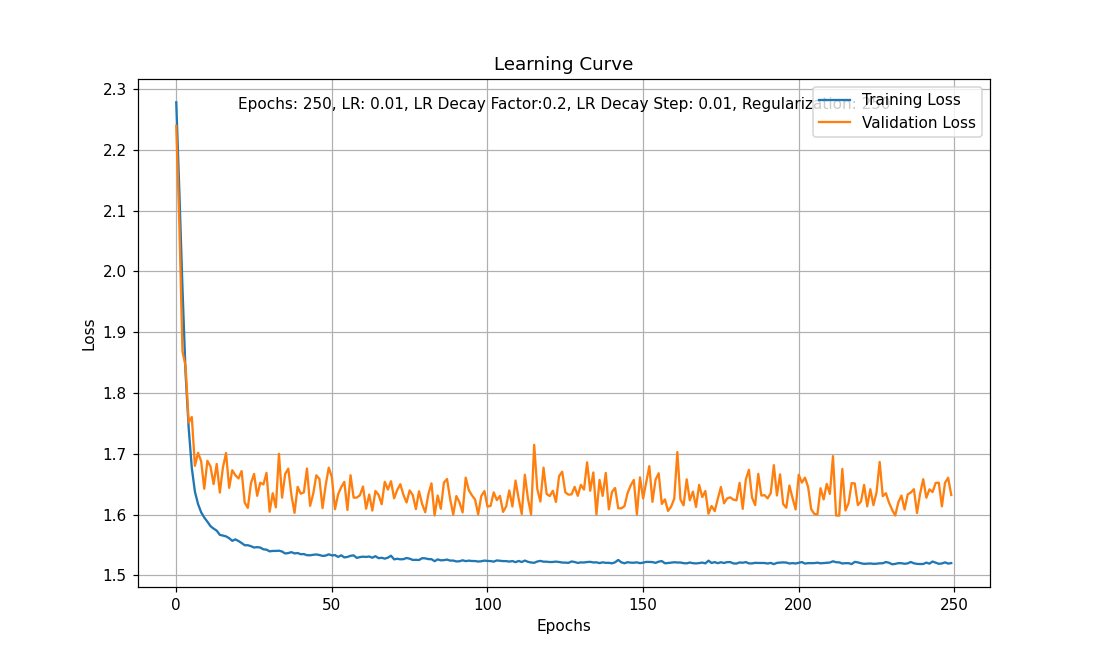 Learning Curve
Epochs: 250, LR: 0.01, LR Decay Factor:0.2, LR Decay Step: 0.01, Regularization: 250
Training Loss
Validation Loss
2.3
2.2
2.1
2.0
1.9
1.8
1.7
1.6
1.5
Loss
0 50 100 150 200 250
Epochs